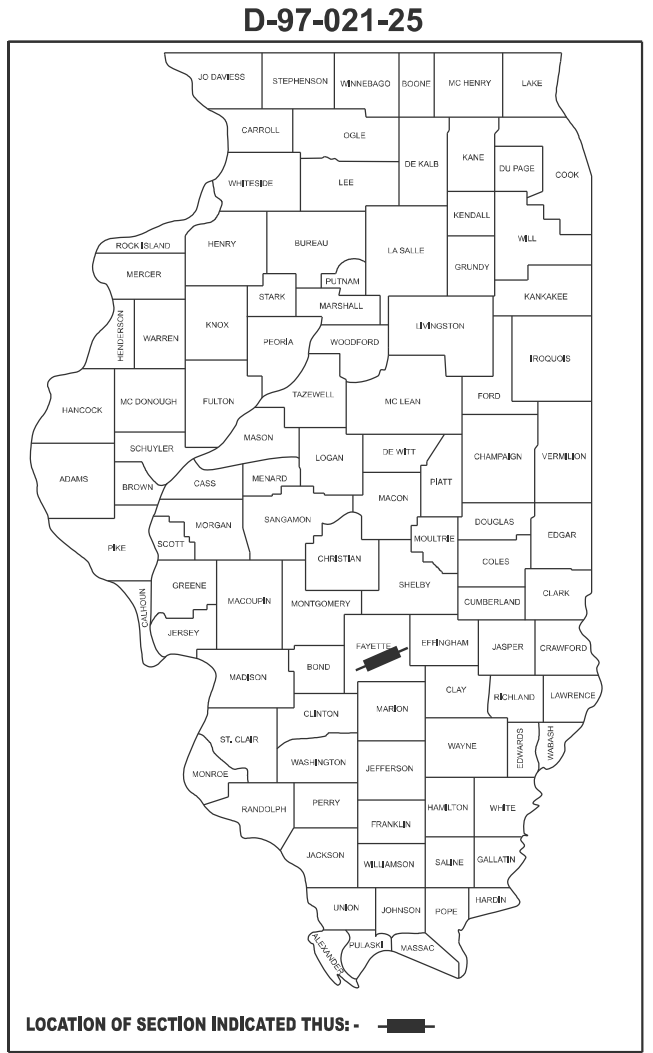 D-97-021-25
JO DAVIESS
STEPHENSON
WINNEBAGO
BOONE
MC HENRY
LAKE
CARROLL
OGLE
DE KALB
KANE
DU PAGE
COOK
WHITESIDE
LEE
KENDALL
WILL
ROCK ISLAND
HENRY
BUREAU
LA SALLE
GRUNDY
MERCER
PUTNAM
STARK
MARSHALL
KANKAKEE
HENDERSON
WARREN
KNOX
PEORIA
WOODFORD
LIVINGSTON
IROQUOIS
HANCOCK
MC DONOUGH
FULTON
TAZEWELL
MC LEAN
FORD
SCHUYLER
MASON
LOGAN
DE WITT
CHAMPAIGN
VERMILION
ADAMS
BROWN
CASS
MENARD
MACON
PIATT
PIKE
SCOTT
MORGAN
SANGAMON
CHRISTIAN
MOULTRIE
DOUGLAS
EDGAR
COLES
CALHOUN
GREENE
MACOUPIN
MONTGOMERY
SHELBY
CUMBERLAND
CLARK
JERSEY
FAYETTE
EFFINGHAM
JASPER
CRAWFORD
MADISON
BOND
CLAY
RICHLAND
LAWRENCE
CLINTON
MARION
ST. CLAIR
WASHINGTON
WAYNE
EDWARDS
WABASH
MONROE
JEFFERSON
RANDOLPH
PERRY
FRANKLIN
HAMILTON
WHITE
JACKSON
WILLIAMSON
SALINE
GALLATIN
UNION
JOHNSON
POPE
HARDIN
ALEXANDER
PULASKI
MASSAC
LOCATION OF SECTION INDICATED THUS: -